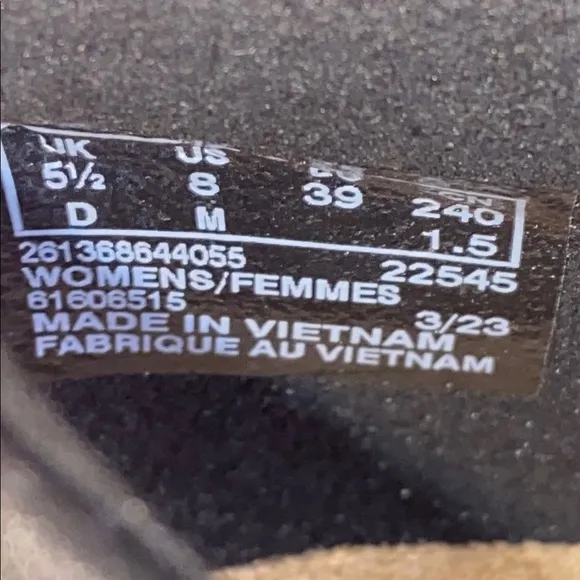 UK US
5½ 8 39 240
D M 1.5
261368644055 22545
WOMENS/FEMMES
61606515 3/23
MADE IN VIETNAM
FABRIQUE AU VIETNAM